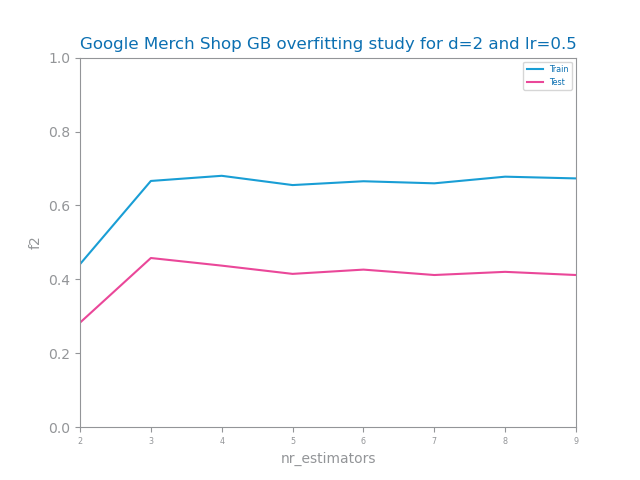 Google Merch Shop GB overfitting study for d=2 and lr=0.5
1.0
0.8
0.6
0.4
0.2
0.0
f2
Train
Test
2 3 4 5 6 7 8 9
nr_estimators